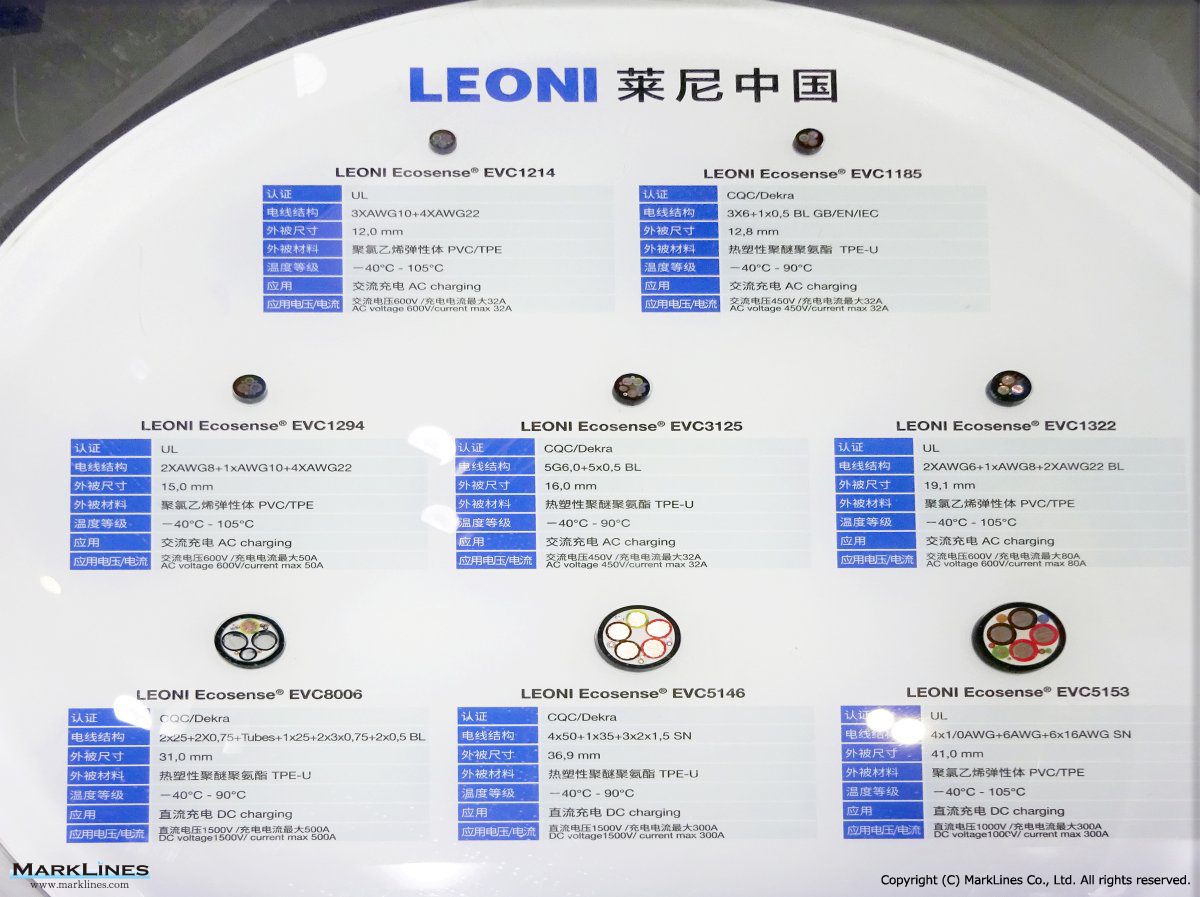 LEONI 莱尼中国
LEONI Ecosense® EVC1214
认证 UL
电线结构 3XAWG10+4XAWG22
外被尺寸 12,0 mm
外被材料 聚氯乙烯弹性体 PVC/TPE
温度等级 －40°C - 105°C
应用 交流充电 AC charging
应用电压/电流 交流电压600V /充电电流最大32A
AC voltage 600V/current max 32A
LEONI Ecosense® EVC1185
认证 CQC/Dekra
电线结构 3X6+1x0,5 BL GB/EN/IEC
外被尺寸 12,8 mm
外被材料 热塑性聚醚聚氨酯 TPE-U
温度等级 －40°C - 90°C
应用 交流充电 AC charging
应用电压/电流 交流电压450V /充电电流最大32A
AC voltage 450V/current max 32A
LEONI Ecosense® EVC1294
认证 UL
电线结构 2XAWG8+1xAWG10+4XAWG22
外被尺寸 15,0 mm
外被材料 聚氯乙烯弹性体 PVC/TPE
温度等级 －40°C - 105°C
应用 交流充电 AC charging
应用电压/电流 交流电压600V /充电电流最大50A
AC voltage 600V/current max 50A
LEONI Ecosense® EVC3125
认证 CQC/Dekra
电线结构 5G6,0+5x0,5 BL
外被尺寸 16,0 mm
外被材料 热塑性聚醚聚氨酯 TPE-U
温度等级 －40°C - 90°C
应用 交流充电 AC charging
应用电压/电流 交流电压450V /充电电流最大32A
AC voltage 450V/current max 32A
LEONI Ecosense® EVC1322
认证 UL
电线结构 2XAWG6+1xAWG8+2XAWG22 BL
外被尺寸 19,1 mm
外被材料 聚氯乙烯弹性体 PVC/TPE
温度等级 －40°C - 105°C
应用 交流充电 AC charging
应用电压/电流 交流电压600V /充电电流最大80A
AC voltage 600V/current max 80A
LEONI Ecosense® EVC8006
认证 CQC/Dekra
电线结构 2x25+2X0,75+Tubes+1x25+2x3x0,75+2x0,5 BL
外被尺寸 31,0 mm
外被材料 热塑性聚醚聚氨酯 TPE-U
温度等级 －40°C - 90°C
应用 直流充电 DC charging
应用电压/电流 直流电压1500V /充电电流最大500A
DC voltage1500V/ current max 500A
LEONI Ecosense® EVC5146
认证 CQC/Dekra
电线结构 4x50+1x35+3x2x1,5 SN
外被尺寸 36,9 mm
外被材料 热塑性聚醚聚氨酯 TPE-U
温度等级 －40°C - 90°C
应用 直流充电 DC charging
应用电压/电流 直流电压1500V /充电电流最大300A
DC voltage1500V/ current max 300A
LEONI Ecosense® EVC5153
认证 UL
电线结构 4x1/0AWG+6AWG+6x16AWG SN
外被尺寸 41,0 mm
外被材料 聚氯乙烯弹性体 PVC/TPE
温度等级 －40°C - 105°C
应用 直流充电 DC charging
应用电压/电流 直流电压1000V /充电电流最大300A
DC voltage1000V/ current max 300A
MARKLINES
www.marklines.com
Copyright (C) MarkLines Co., Ltd. All rights reserved.